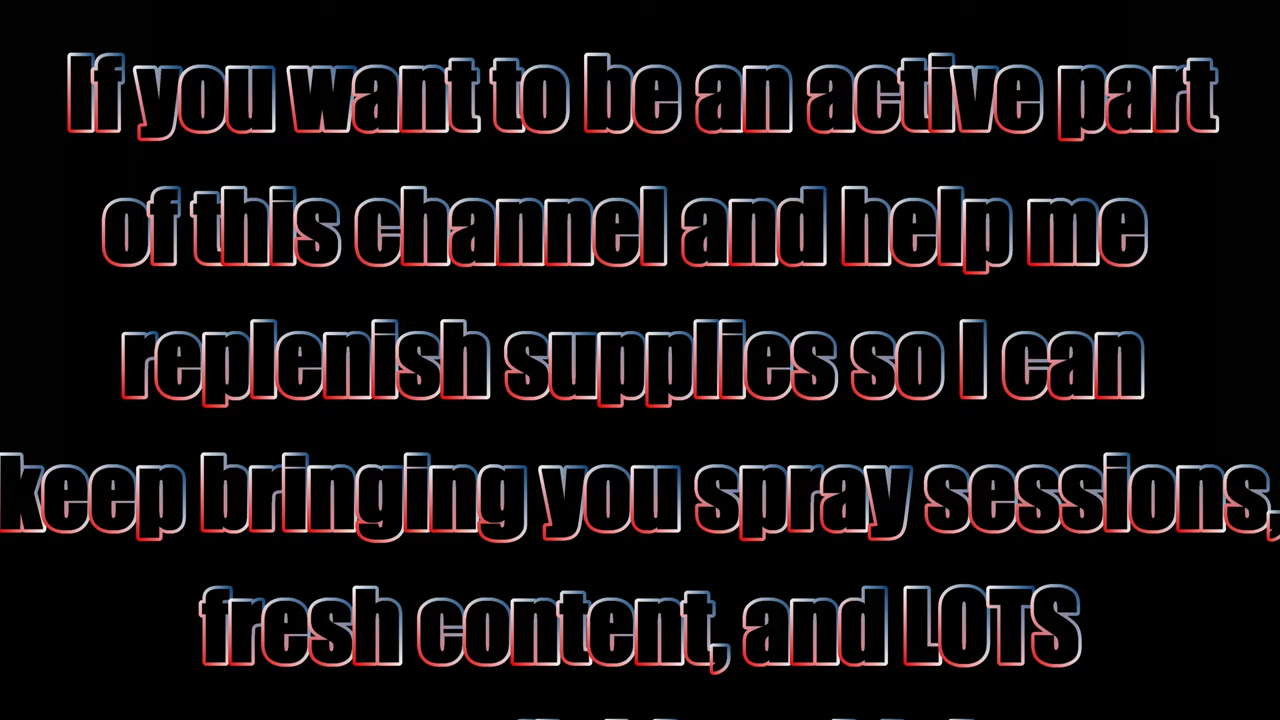 If you want to be an active part
of this channel and help me
replenish supplies so I can
keep bringing you spray sessions,
fresh content, and LOTS